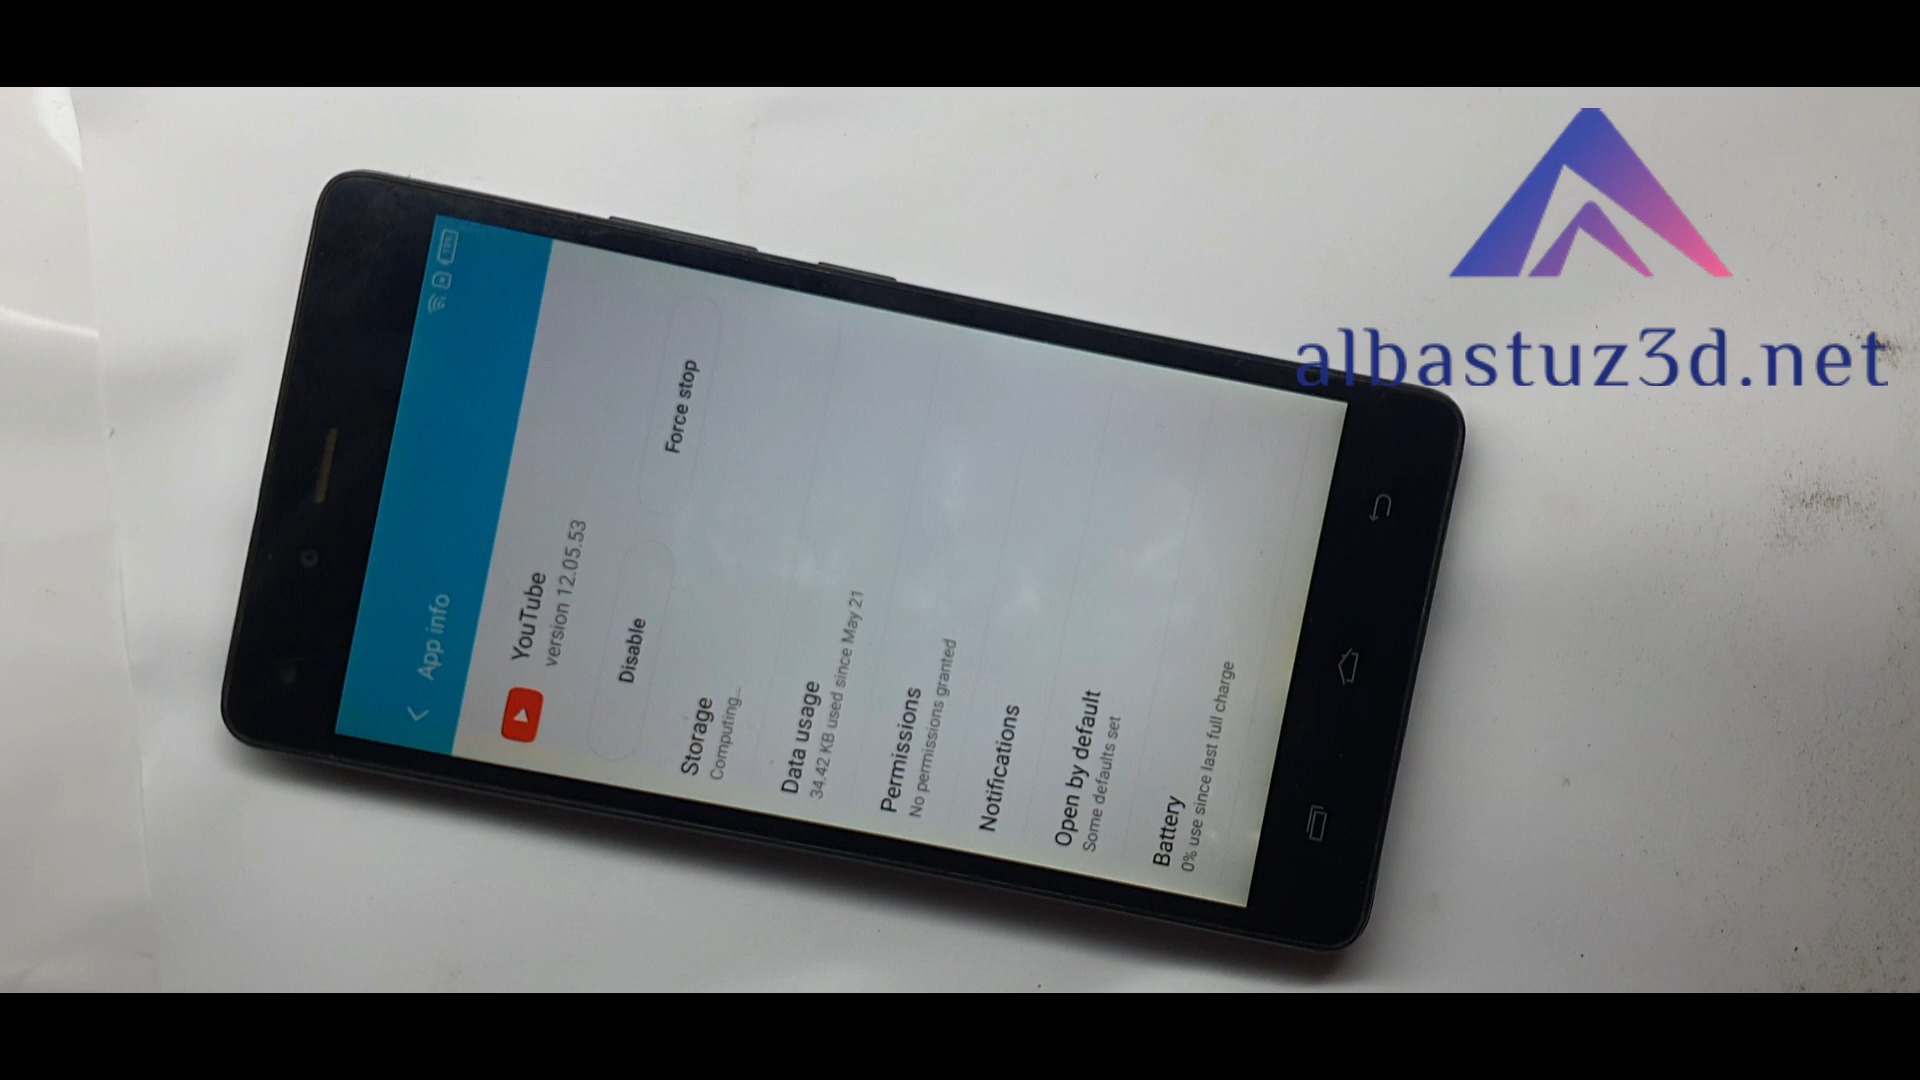 App info
YouTube
version 12.05.53
Disable
Force stop
Storage
Computing...
Data usage
34.42 KB used since May 21
Permissions
No permissions granted
Notifications
Open by default
Some defaults set
Battery
0% use since last full charge
albastuz3d.net